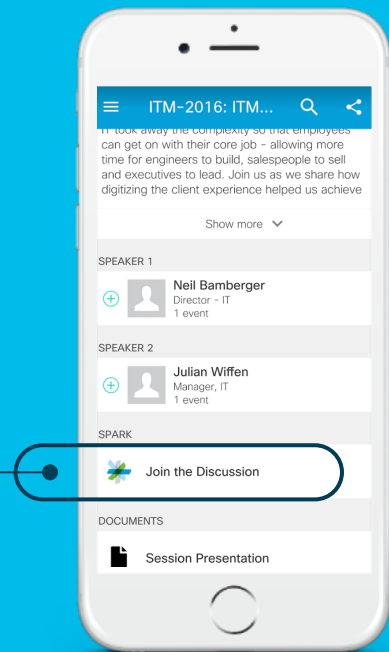 ITM-2016: ITM...
IT took away the complexity so that employees
can get on with their core job - allowing more
time for engineers to build, salespeople to sell
and executives to lead. Join us as we share how
digitizing the client experience helped us achieve
Show more
SPEAKER 1
Neil Bamberger
Director - IT
1 event
SPEAKER 2
Julian Wiffen
Manager, IT
1 event
SPARK
Join the Discussion
DOCUMENTS
Session Presentation